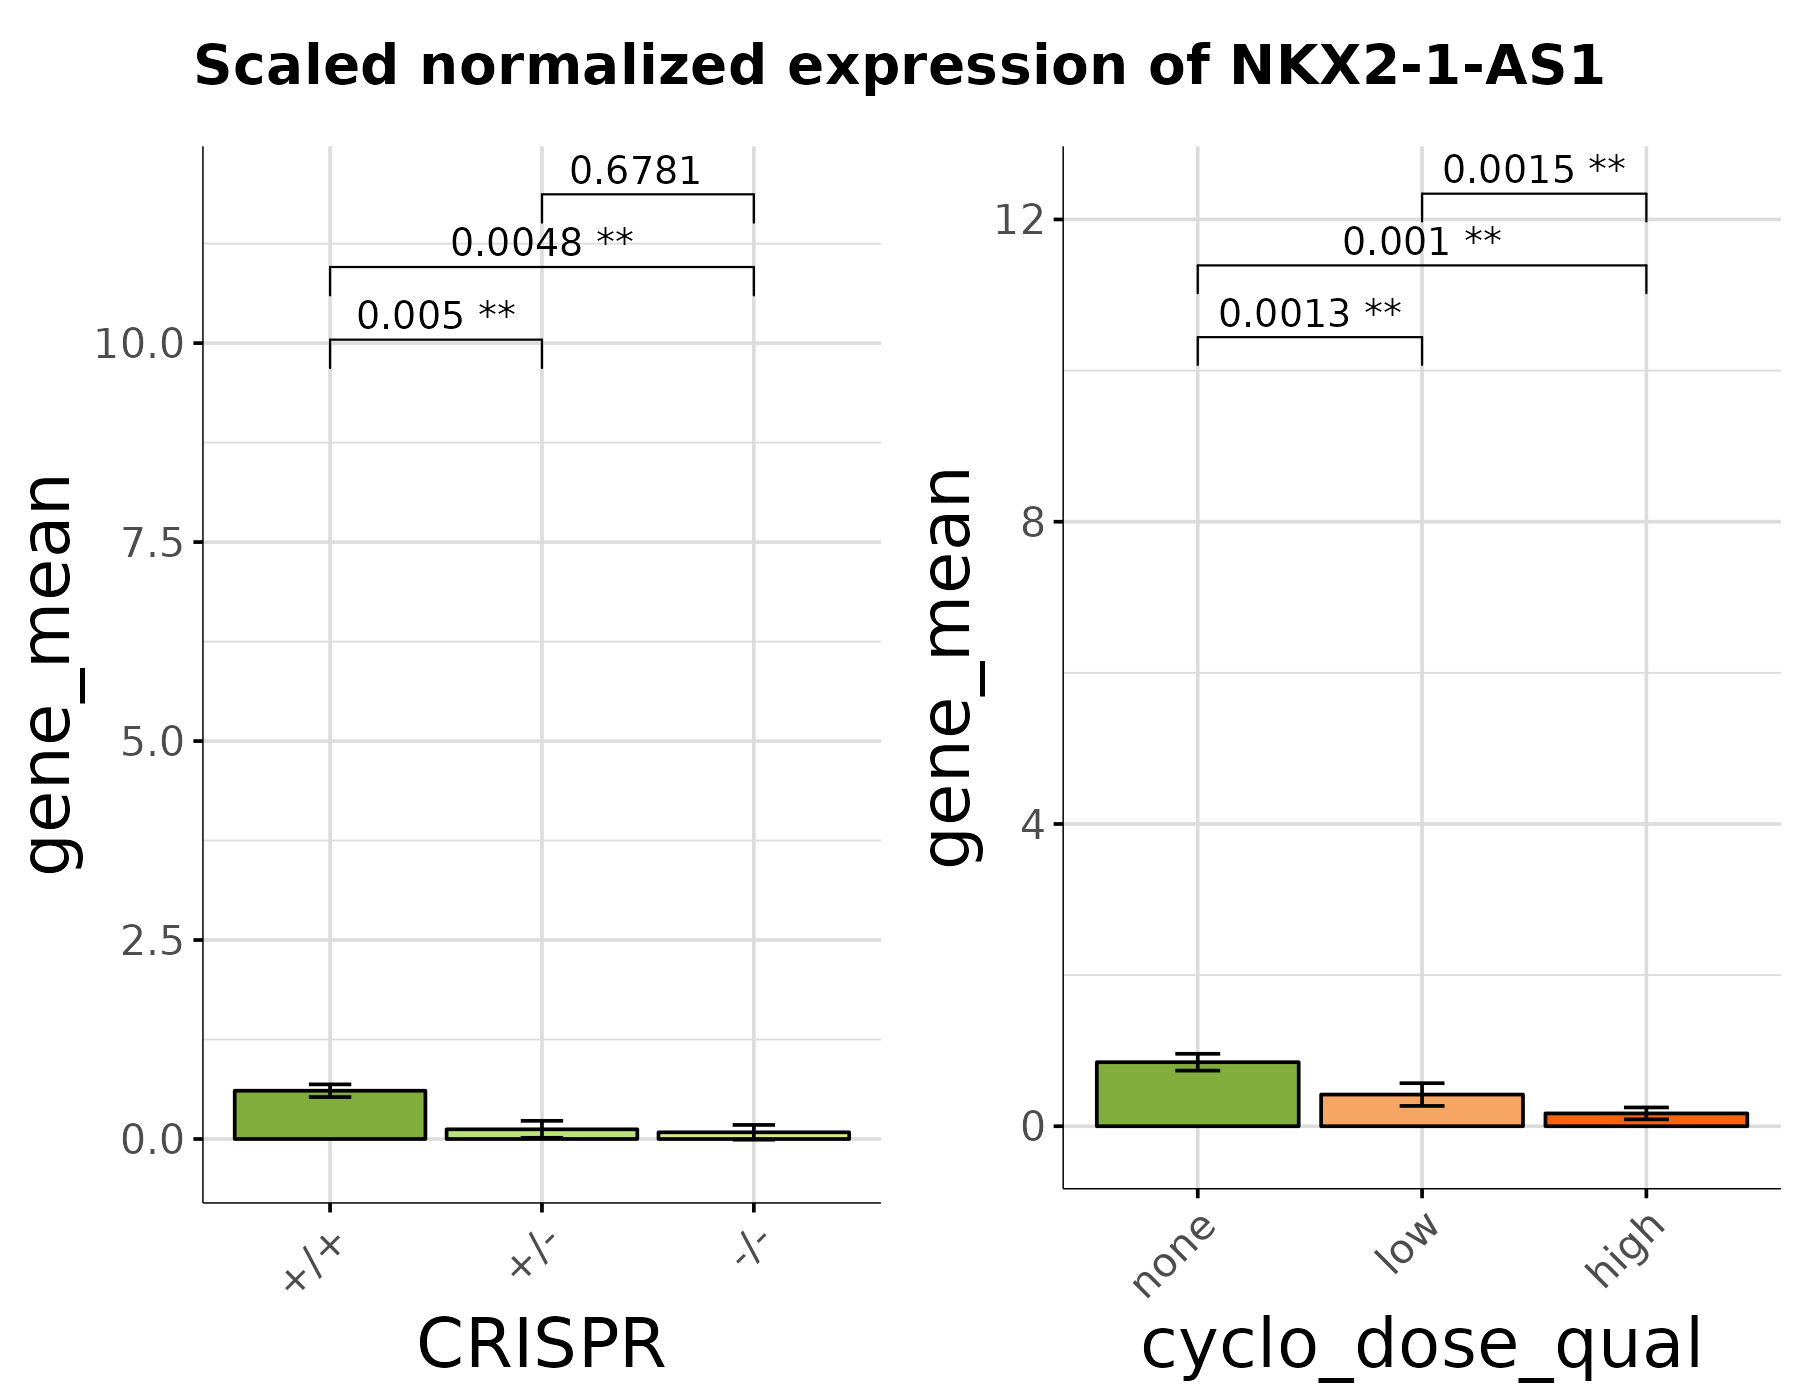 Scaled normalized expression of NKX2-1-AS1
0.6781
0.0048 **
0.005 **
10.0
7.5
5.0
2.5
0.0
gene_mean
+/+
+/-
-/-
CRISPR
0.0015 **
0.001 **
0.0013 **
12
8
4
0
gene_mean
none
low
high
cyclo_dose_qual